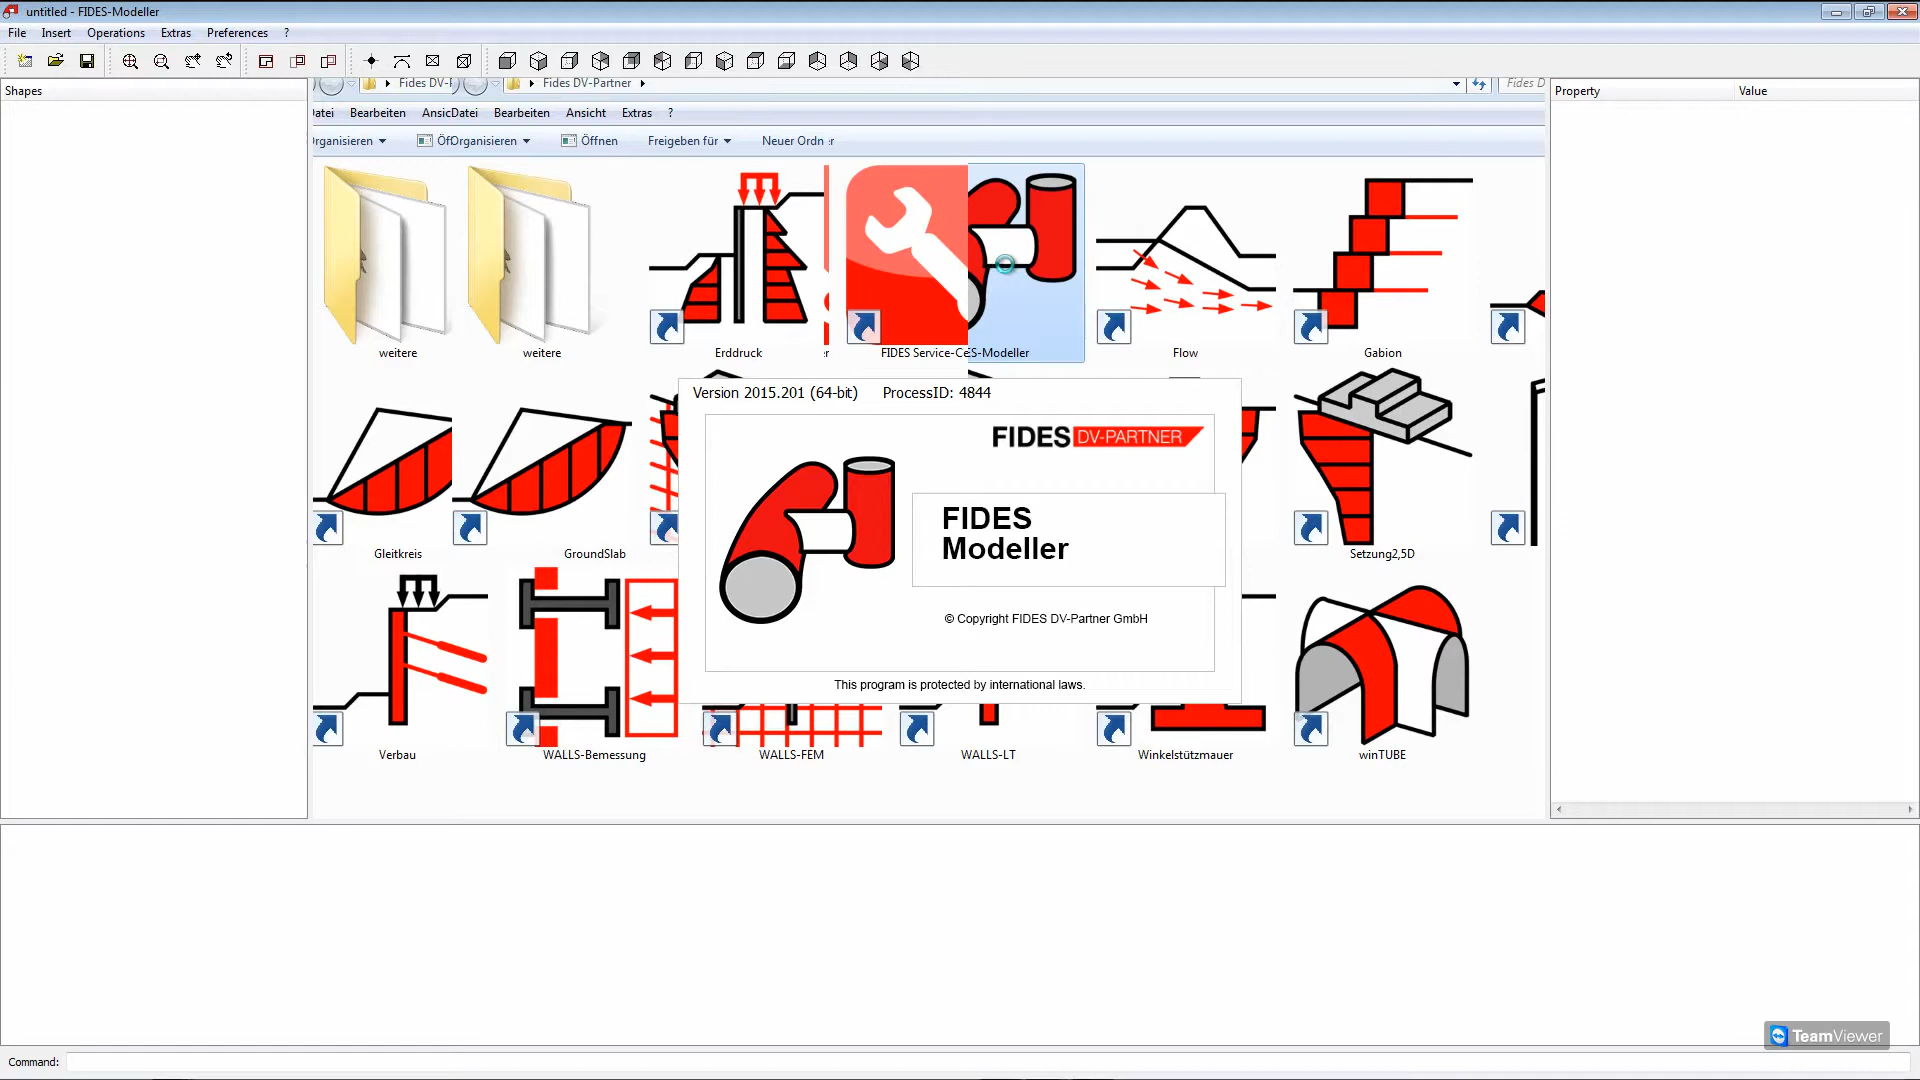 untitled - FIDES-Modeller
File Insert Operations Extras Preferences ?
Shapes
Fides DV-F
Fides DV-Partner
Fides D
Property Value
atei Bearbeiten AnsicDatei Bearbeiten Ansicht Extras ?
rganisieren ÖfOrganisieren Öffnen Freigeben für Neuer Ordn
weitere
weitere
Erddruck
FIDES Service-Ce
S-Modeller
Flow
Gabion
Version 2015.201 (64-bit) ProcessID: 4844
FIDES DV-PARTNER
FIDES
Modeller
© Copyright FIDES DV-Partner GmbH
This program is protected by international laws.
Gleitkreis
GroundSlab
Setzung2,5D
Verbau
WALLS-Bemessung
WALLS-FEM
WALLS-LT
Winkelstützmauer
winTUBE
TeamViewer
Command: